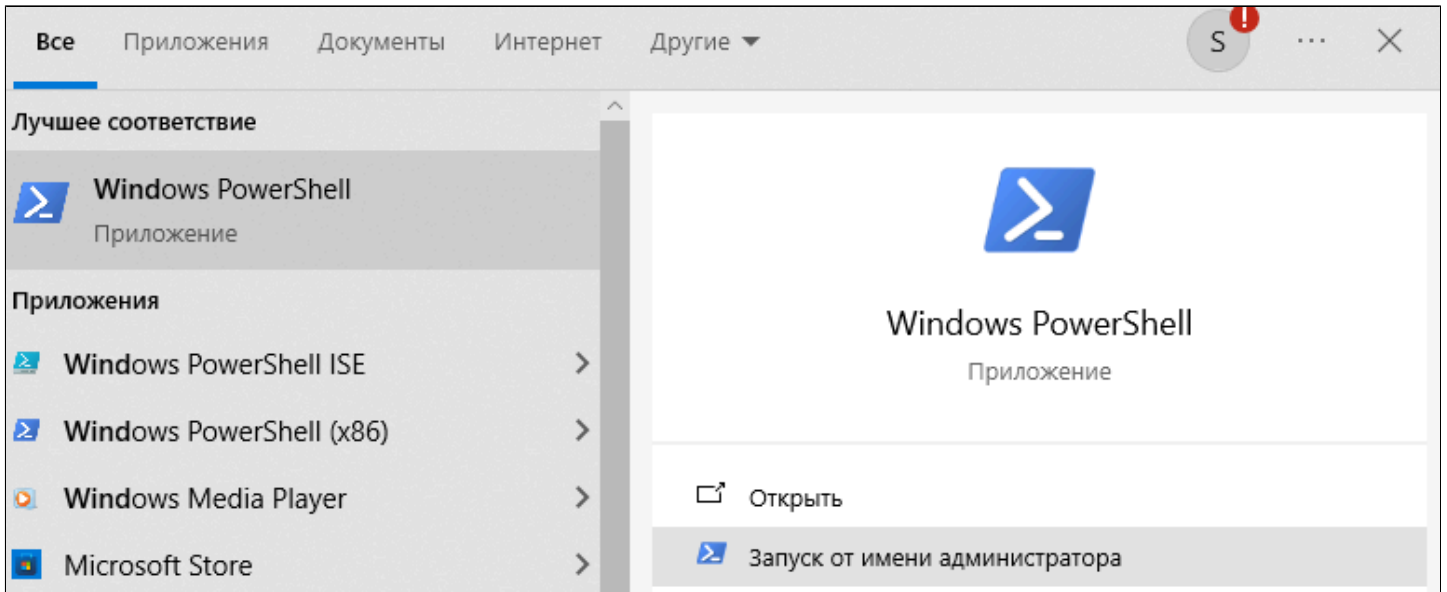 Все Приложения Документы Интернет Другие S ! ...
Лучшее соответствие
Windows PowerShell
Приложение
Приложения
Windows PowerShell ISE
Windows PowerShell (x86)
Windows Media Player
Microsoft Store
Windows PowerShell
Приложение
Открыть
Запуск от имени администратора